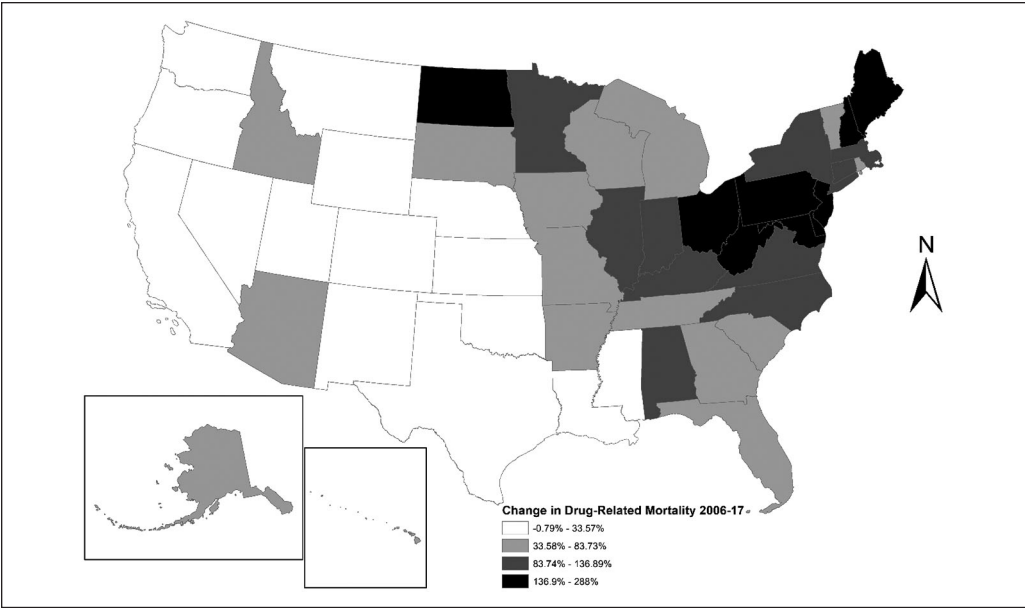 N
Change in Drug-Related Mortality 2006-17
-0.79% - 33.57%
33.58% - 83.73%
83.74% - 136.89%
136.9% - 288%